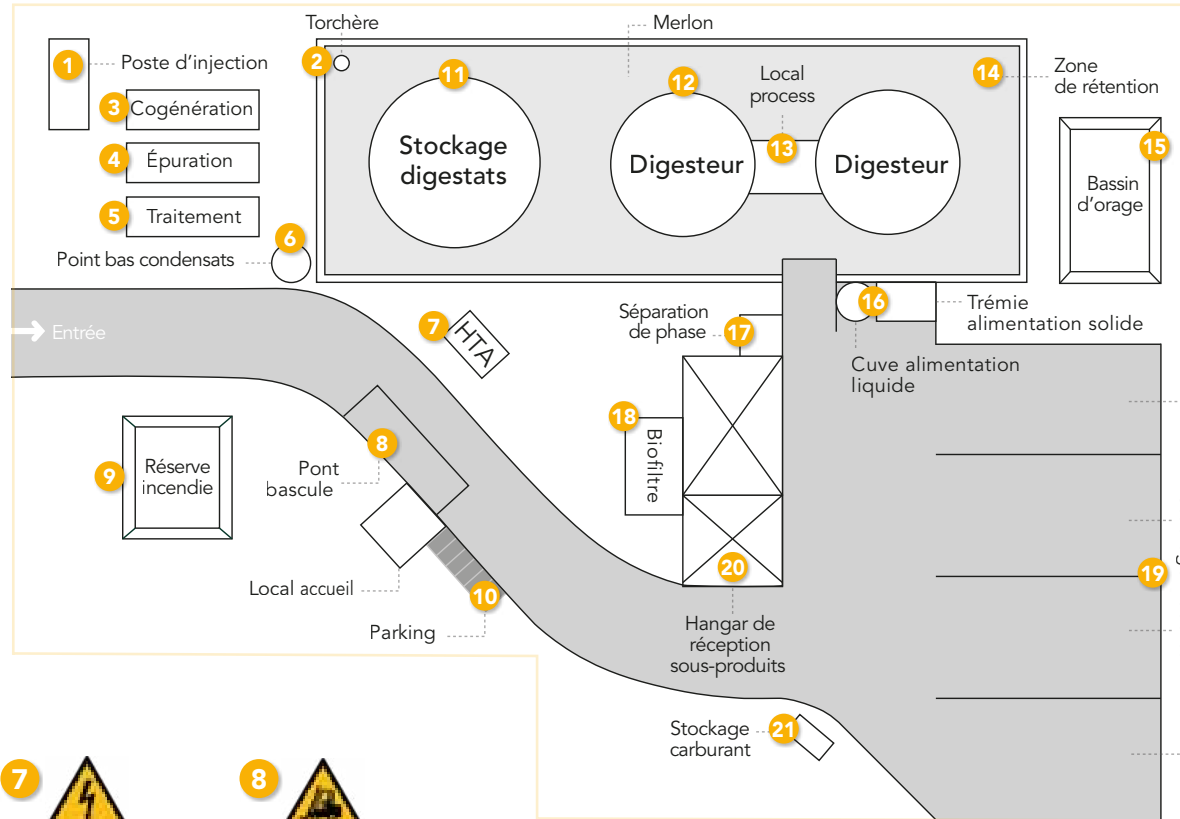 Torchère
Merlon
1
Poste d'injection
2
11
12
Local
process
14
Zone
de rétention
3
Cogénération
4
Épuration
5
Traitement
Stockage
digestats
Digesteur
13
Digesteur
15
Bassin
d'orage
6
Point bas condensats
Entrée
7
HTA
Séparation
de phase
17
16
Trémie
alimentation solide
Cuve alimentation
liquide
18
Biofiltre
8
Pont
bascule
9
Réserve
incendie
Local accueil
10
Parking
20
19
Hangar de
réception
sous-produits
Stockage
carburant
21
7
8